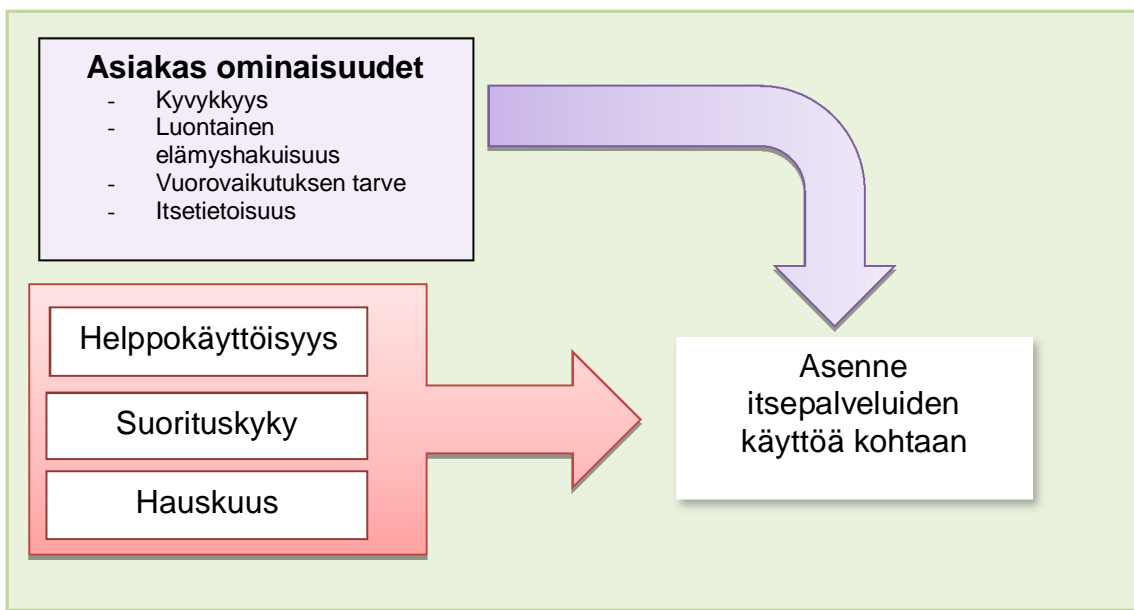 Asiakas ominaisuudet
- Kyvykkyys
- Luontainen
elämyshakuisuus
- Vuorovaikutuksen tarve
- Itsetietoisuus
Helppokäyttöisyys
Suorituskyky
Hauskuus
Asenne
itsepalveluiden
käyttöä kohtaan